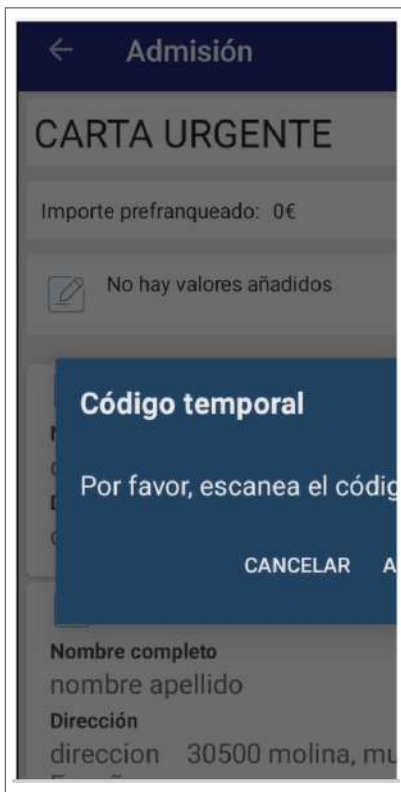 Admisión
CARTA URGENTE
Importe prefranqueado: 0€
No hay valores añadidos
Código temporal
Por favor, escanea el códig
CANCELAR A
Nombre completo
nombre apellido
Dirección
direccion 30500 molina, mu